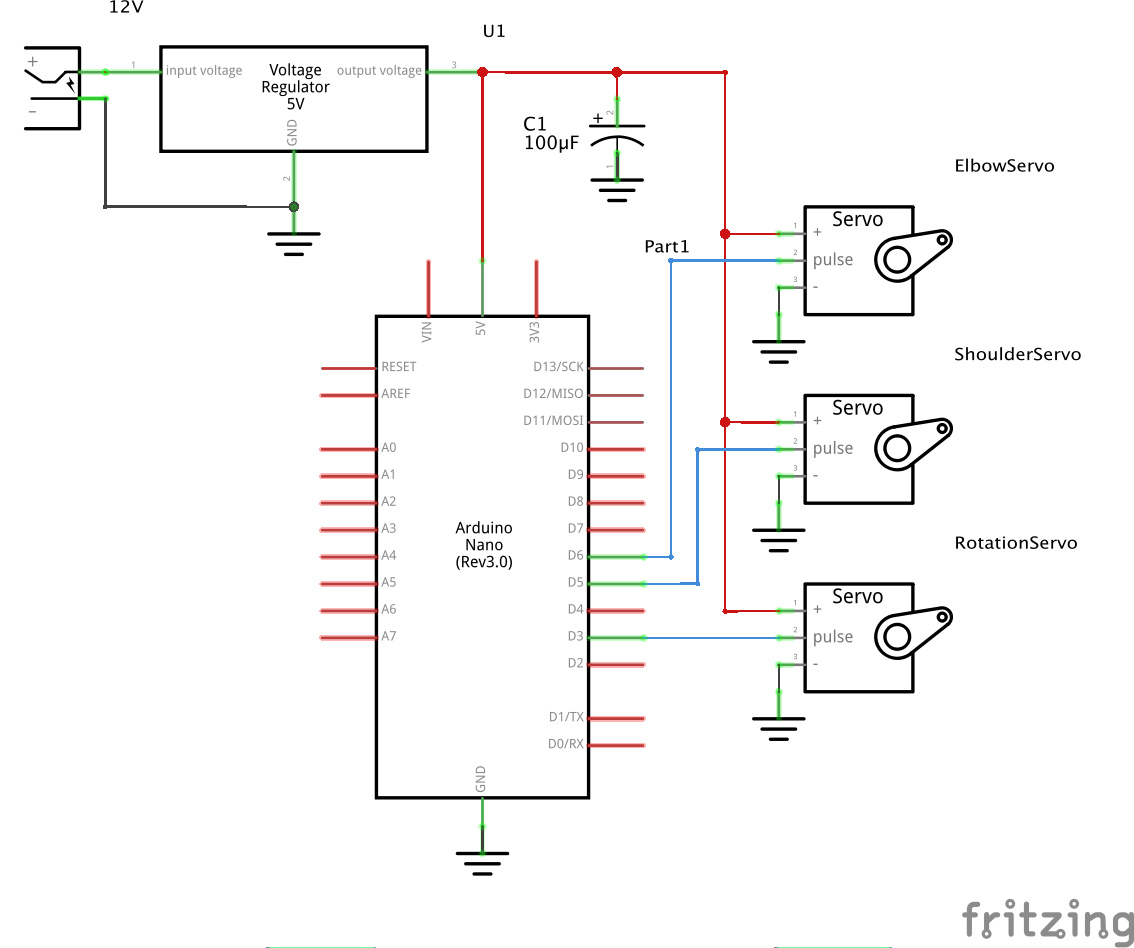 12V
U1
+
-
1
input voltage
Voltage
Regulator
5V
output voltage
3
GND
2
C1
100µF
+
2
1
ElbowServo
Servo
1
+
2
pulse
3
-
Part1
VIN
5V
3V3
RESET
AREF
A0
A1
A2
A3
A4
A5
A6
A7
Arduino
Nano
(Rev3.0)
D13/SCK
D12/MISO
D11/MOSI
D10
D9
D8
D7
D6
D5
D4
D3
D2
D1/TX
D0/RX
GND
ShoulderServo
Servo
1
+
2
pulse
3
-
RotationServo
Servo
1
+
2
pulse
3
-
fritzing